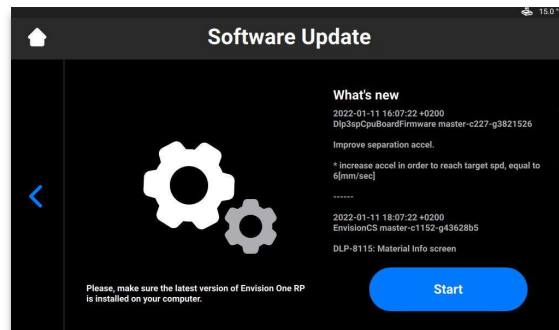 15.0°
Software Update
What's new
2022-01-11 16:07:22 +0200
Dlp3spCpuBoardFirmware master-c227-g3821526
Improve separation accel.
* increase accel in order to reach target spd, equal to
6[mm/sec]
------
2022-01-11 18:07:22 +0200
EnvisionCS master-c1152-g43628b5
DLP-8115: Material Info screen
Please, make sure the latest version of Envision One RP
is installed on your computer.
Start